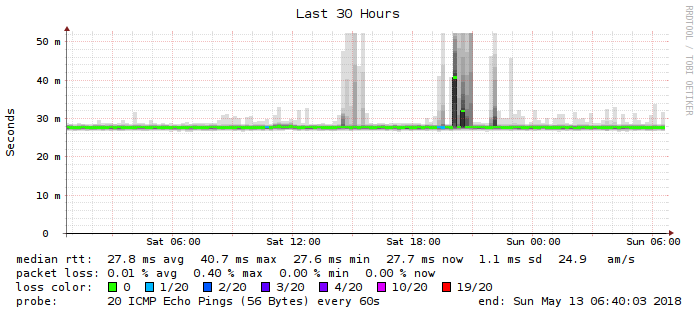 Last 30 Hours
RRDTOOL / TOBI OETIKER
Seconds
50 m
40 m
30 m
20 m
10 m
0
Sat 06:00 Sat 12:00 Sat 18:00 Sun 00:00 Sun 06:00
median rtt: 27.8 ms avg 40.7 ms max 27.6 ms min 27.7 ms now 1.1 ms sd 24.9 am/s
packet loss: 0.01 % avg 0.40 % max 0.00 % min 0.00 % now
loss color: 0 1/20 2/20 3/20 4/20 10/20 19/20
probe: 20 ICMP Echo Pings (56 Bytes) every 60s end: Sun May 13 06:40:03 2018